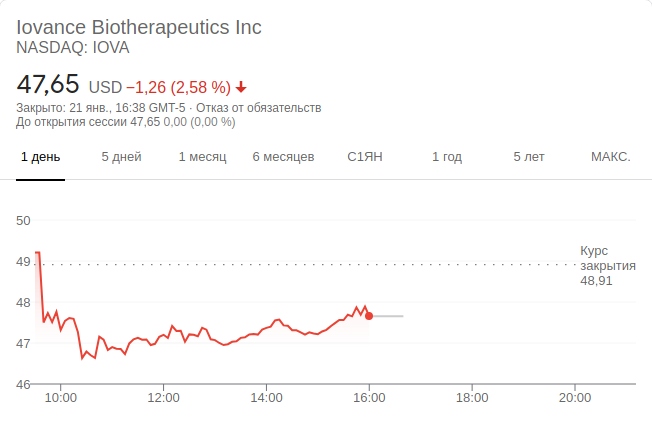 Iovance Biotherapeutics Inc
NASDAQ: IOVA
47,65 USD −1,26 (2,58 %)
Закрыто: 21 янв., 16:38 GMT-5 · Отказ от обязательств
До открытия сессии 47,65 0,00 (0,00 %)
1 день 5 дней 1 месяц 6 месяцев С1ЯН 1 год 5 лет МАКС.
50
49
48
47
46
Курс
закрытия
48,91
10:00 12:00 14:00 16:00 18:00 20:00